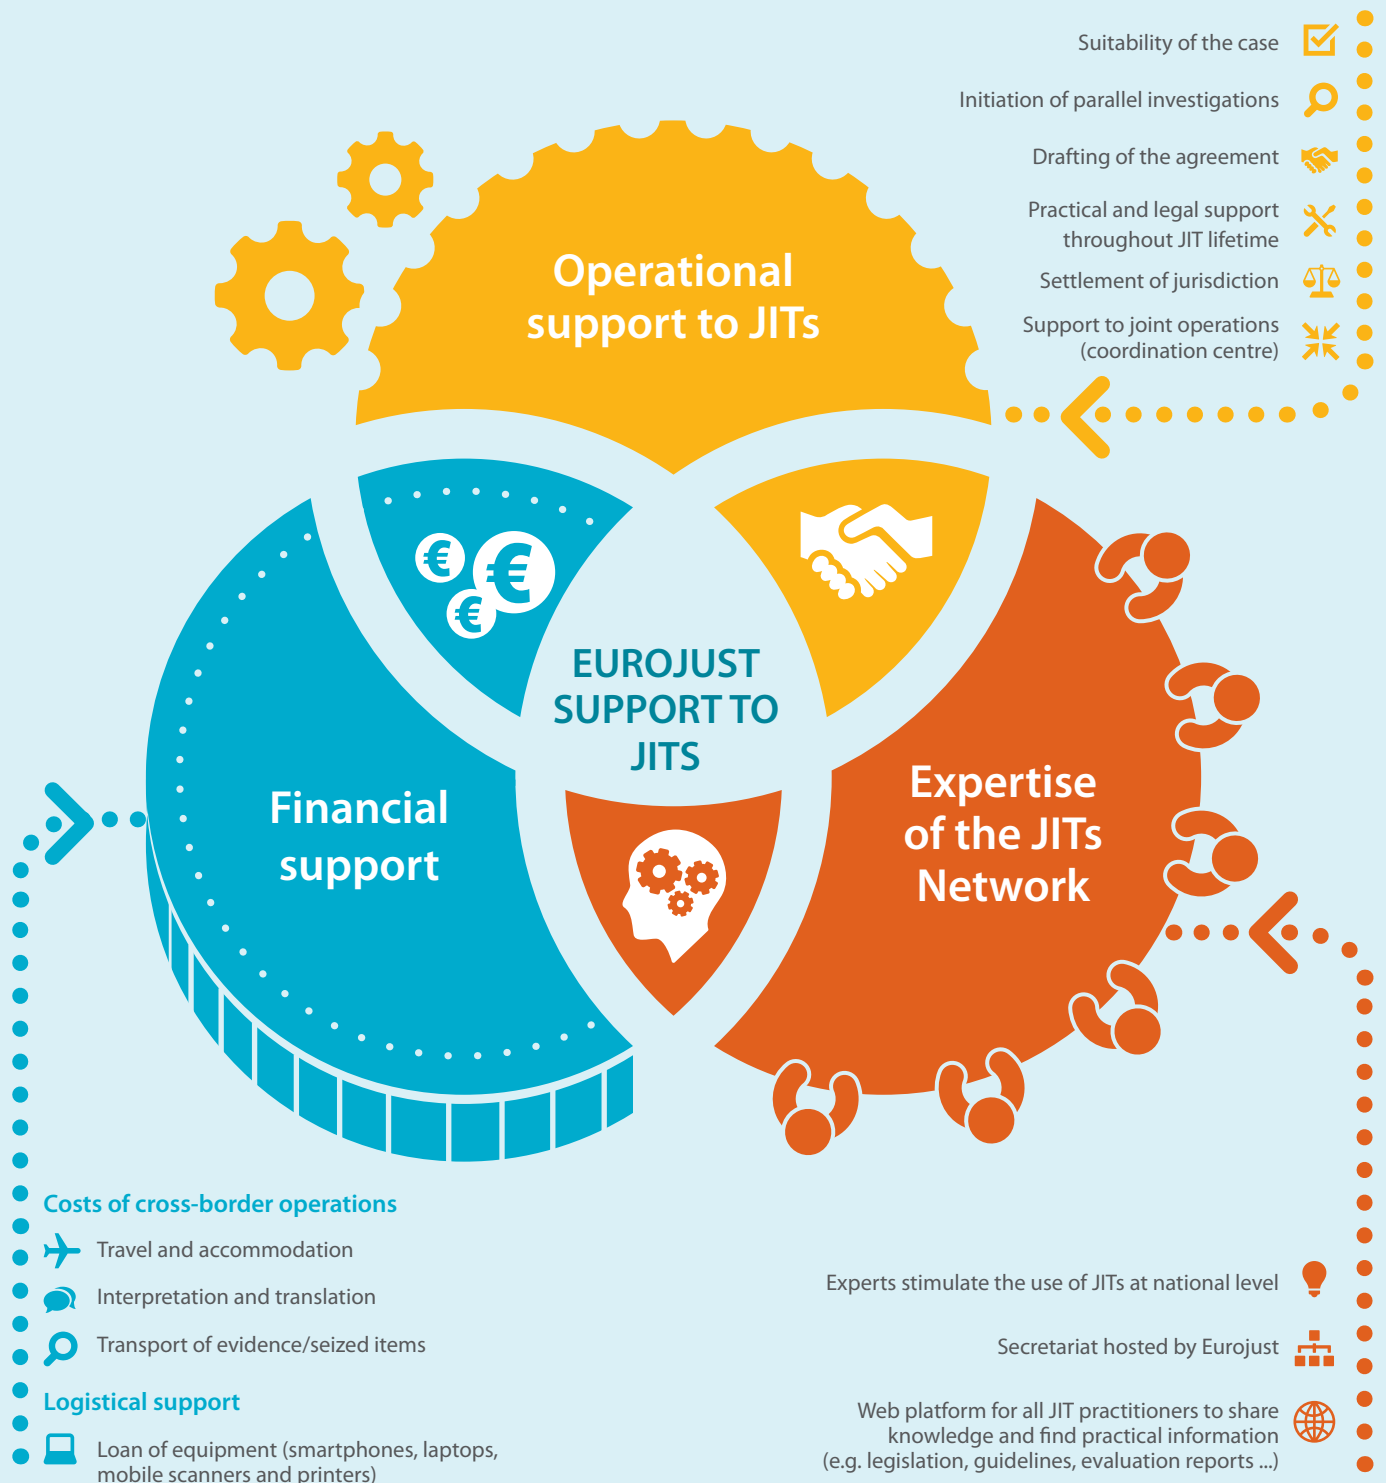 Suitability of the case
Initiation of parallel investigations
Drafting of the agreement
Practical and legal support
throughout JIT lifetime
Settlement of jurisdiction
Support to joint operations
(coordination centre)
Operational
support to JITs
€
€
€
EUROJUST
SUPPORT TO
JITS
Financial
support
Expertise
of the JITs
Network
Costs of cross-border operations
Travel and accommodation
Interpretation and translation
Transport of evidence/seized items
Logistical support
Loan of equipment (smartphones, laptops,
mobile scanners and printers)
Experts stimulate the use of JITs at national level
Secretariat hosted by Eurojust
Web platform for all JIT practitioners to share
knowledge and find practical information
(e.g. legislation, guidelines, evaluation reports ...)